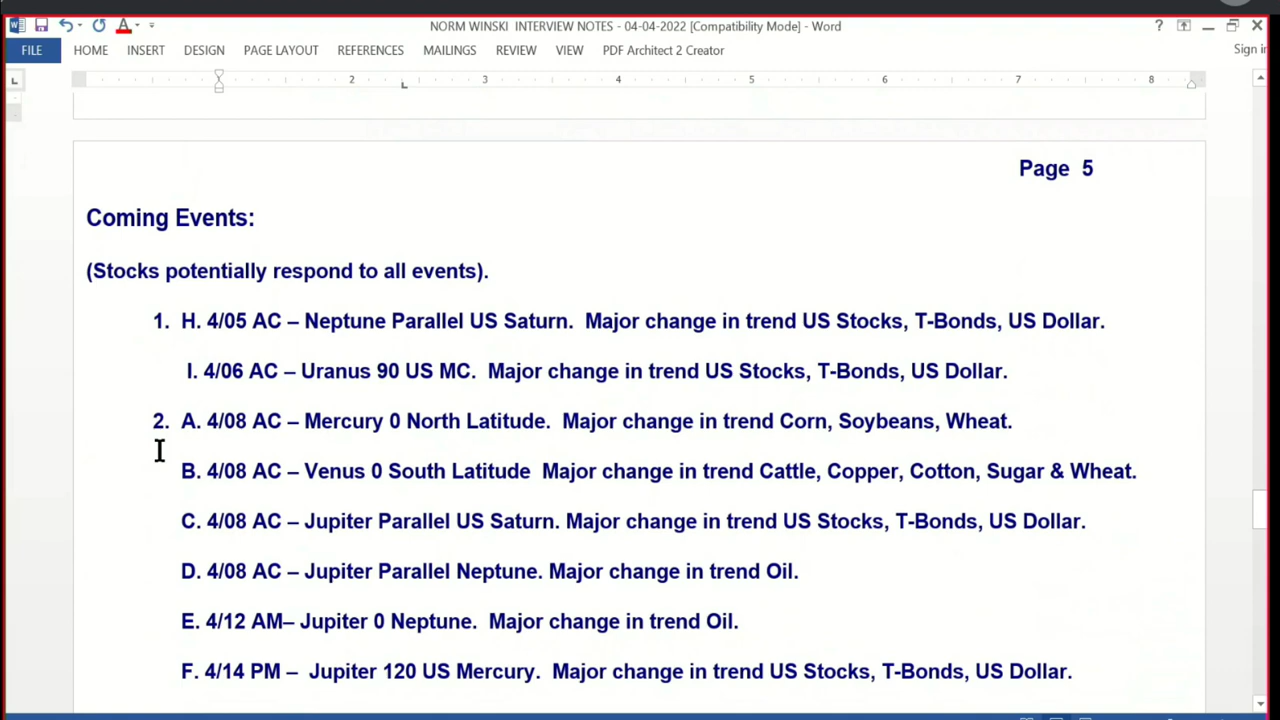 NORM WINSKI INTERVIEW NOTES - 04-04-2022 [Compatibility Mode] - Word
FILE HOME INSERT DESIGN PAGE LAYOUT REFERENCES MAILINGS REVIEW VIEW PDF Architect 2 Creator Sign in
2 3 4 5 6 7 8
Page 5
Coming Events:
(Stocks potentially respond to all events).
1. H. 4/05 AC – Neptune Parallel US Saturn. Major change in trend US Stocks, T-Bonds, US Dollar.
I. 4/06 AC – Uranus 90 US MC. Major change in trend US Stocks, T-Bonds, US Dollar.
2. A. 4/08 AC – Mercury 0 North Latitude. Major change in trend Corn, Soybeans, Wheat.
B. 4/08 AC – Venus 0 South Latitude Major change in trend Cattle, Copper, Cotton, Sugar & Wheat.
C. 4/08 AC – Jupiter Parallel US Saturn. Major change in trend US Stocks, T-Bonds, US Dollar.
D. 4/08 AC – Jupiter Parallel Neptune. Major change in trend Oil.
E. 4/12 AM– Jupiter 0 Neptune. Major change in trend Oil.
F. 4/14 PM – Jupiter 120 US Mercury. Major change in trend US Stocks, T-Bonds, US Dollar.